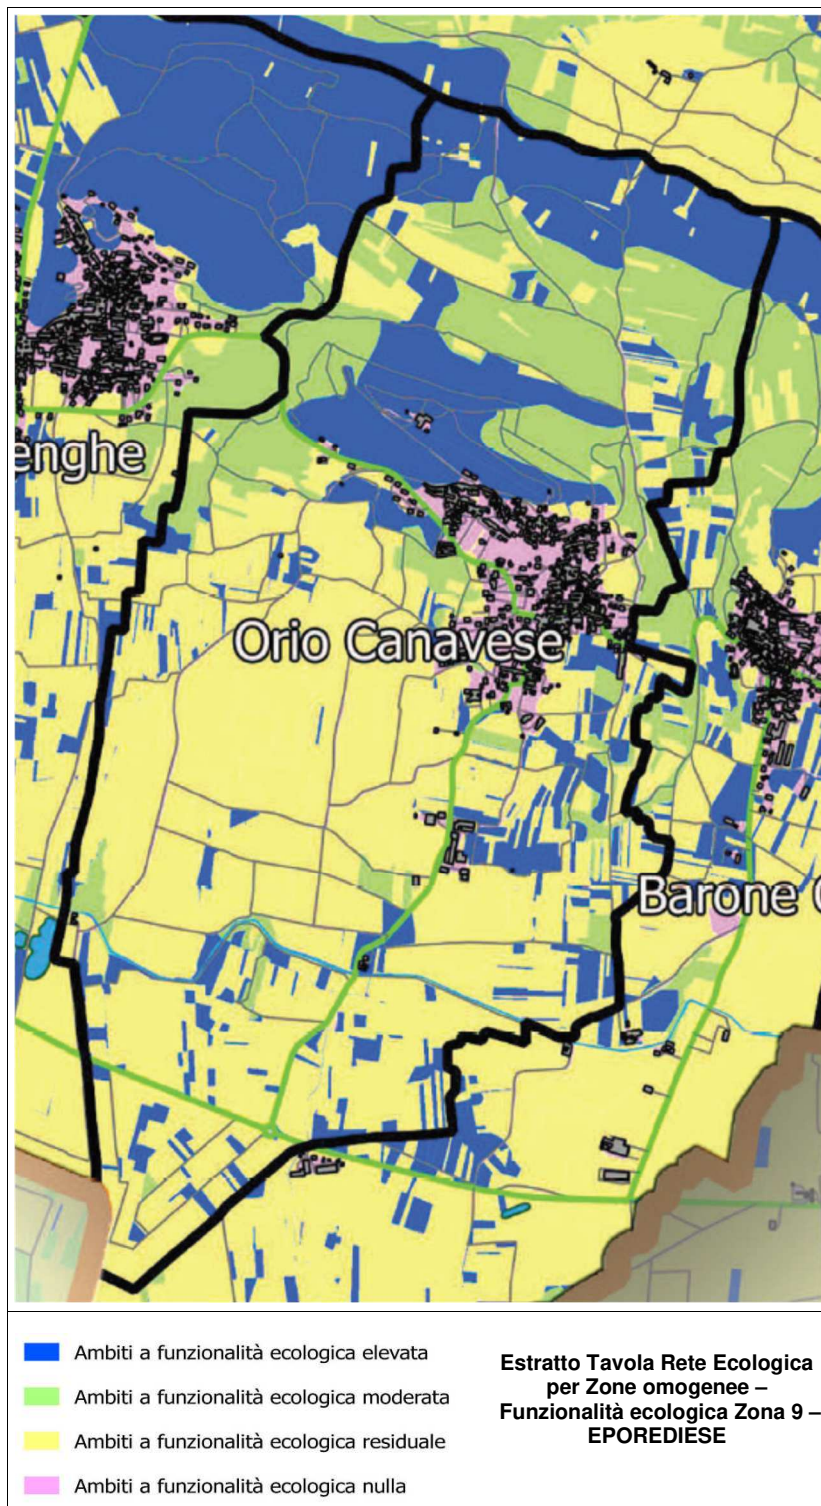 enghe
Orio Canavese
Barone
Ambiti a funzionalità ecologica elevata
Ambiti a funzionalità ecologica moderata
Ambiti a funzionalità ecologica residuale
Ambiti a funzionalità ecologica nulla
Estratto Tavola Rete Ecologica
per Zone omogenee –
Funzionalità ecologica Zona 9 –
EPOREDIESE